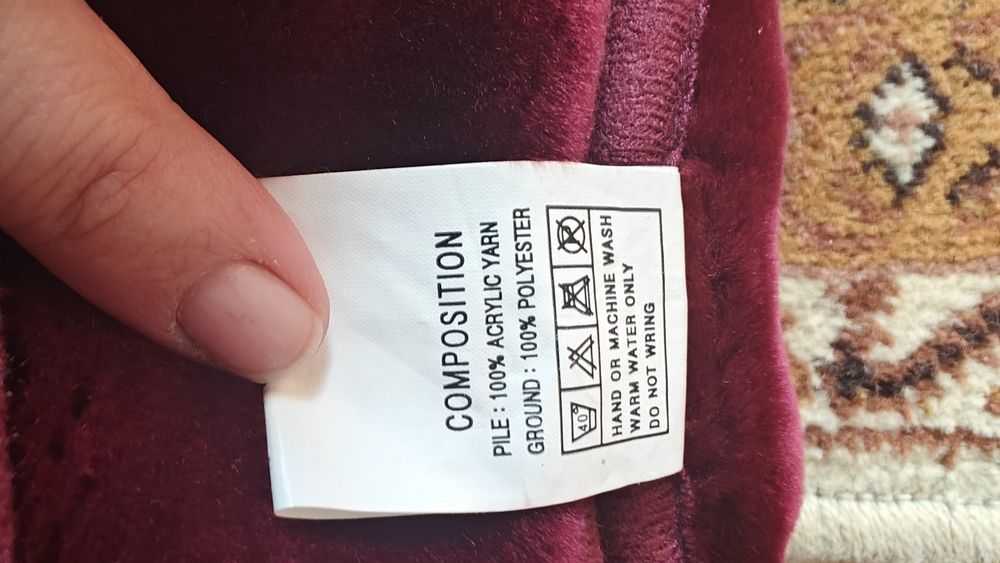 COMPOSITION
PILE : 100% ACRYLIC YARN
GROUND : 100% POLYESTER
40°
HAND OR MACHINE WASH
WARM WATER ONLY
DO NOT WRING